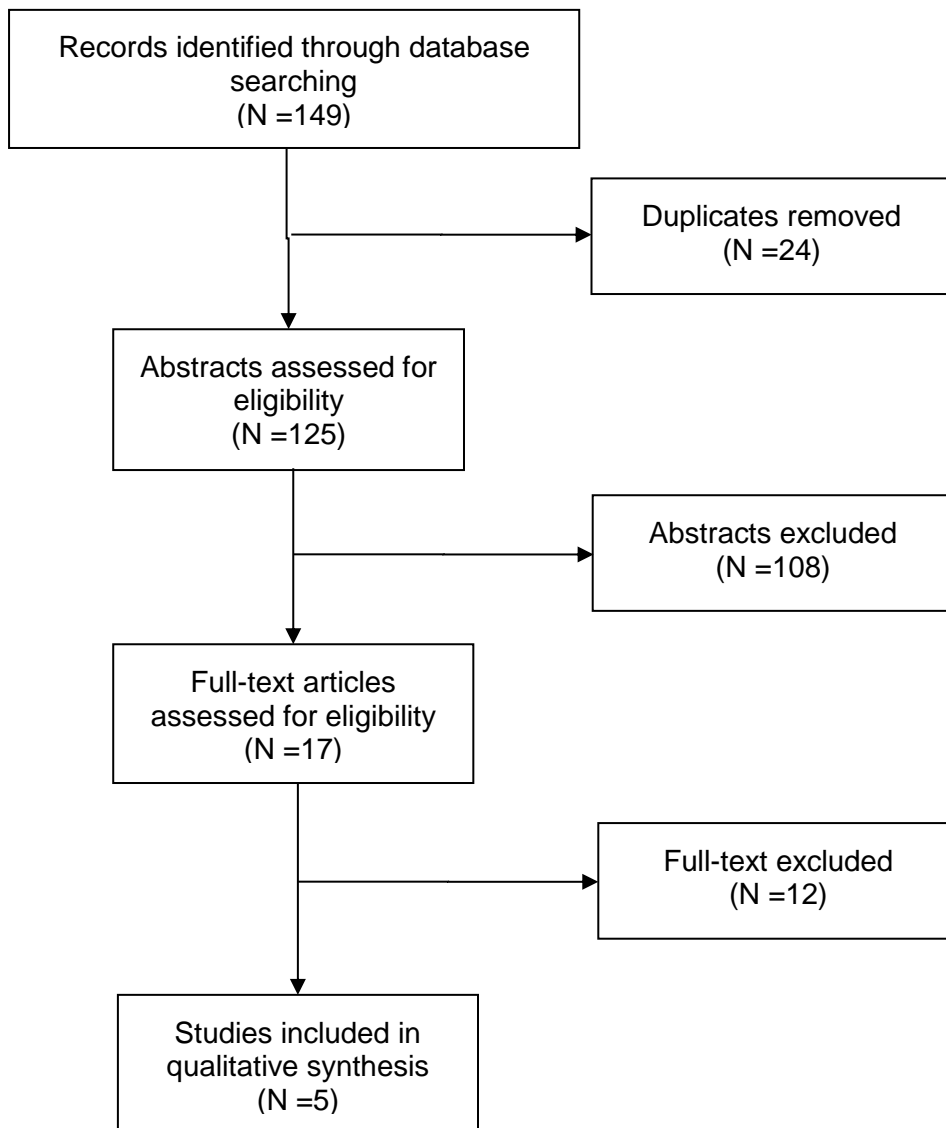 Records identified through database
searching
(N =149)
Duplicates removed
(N =24)
Abstracts assessed for
eligibility
(N =125)
Abstracts excluded
(N =108)
Full-text articles
assessed for eligibility
(N =17)
Full-text excluded
(N =12)
Studies included in
qualitative synthesis
(N =5)